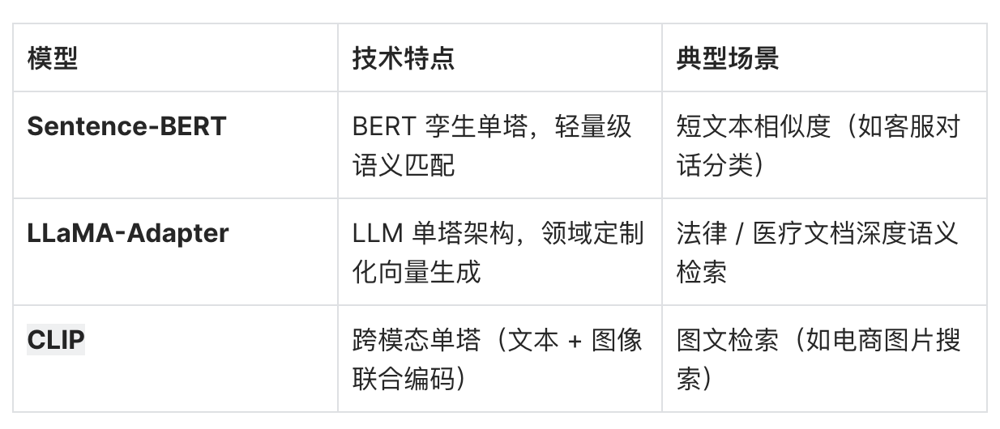 模型
技术特点
典型场景
Sentence-BERT
BERT 孪生单塔，轻量级
语义匹配
短文本相似度（如客服对
话分类）
LLaMA-Adapter
LLM 单塔架构，领域定制
化向量生成
法律 / 医疗文档深度语义
检索
CLIP
跨模态单塔（文本 + 图像
联合编码）
图文检索（如电商图片搜
索）